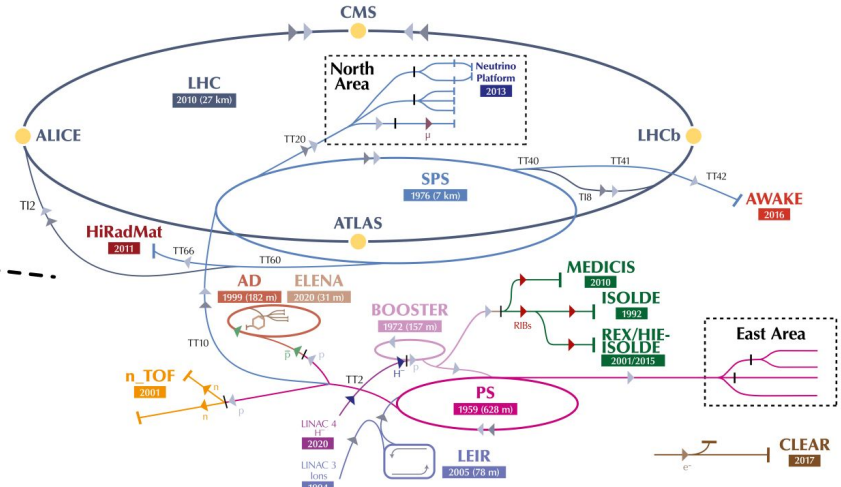 CMS
LHC
2010 (27 km)
North
Area
Neutrino
Platform
2013
μ
ALICE
LHCb
TT20
TT40
TT41
TT42
TI8
SPS
1976 (7 km)
AWAKE
2016
TI2
ATLAS
HiRadMat
2011
TT66
TT60
AD
1999 (182 m)
ELENA
2020 (31 m)
MEDICIS
2010
BOOSTER
1972 (157 m)
ISOLDE
1992
RIBs
REX/HIE-
ISOLDE
2001/2015
East Area
TT10
p̄
p
H⁻
p
n_TOF
2001
n
n
p
TT2
PS
1959 (628 m)
LINAC 4
H⁻
2020
LINAC 3
Ions
1994
LEIR
2005 (78 m)
CLEAR
2017
e⁻